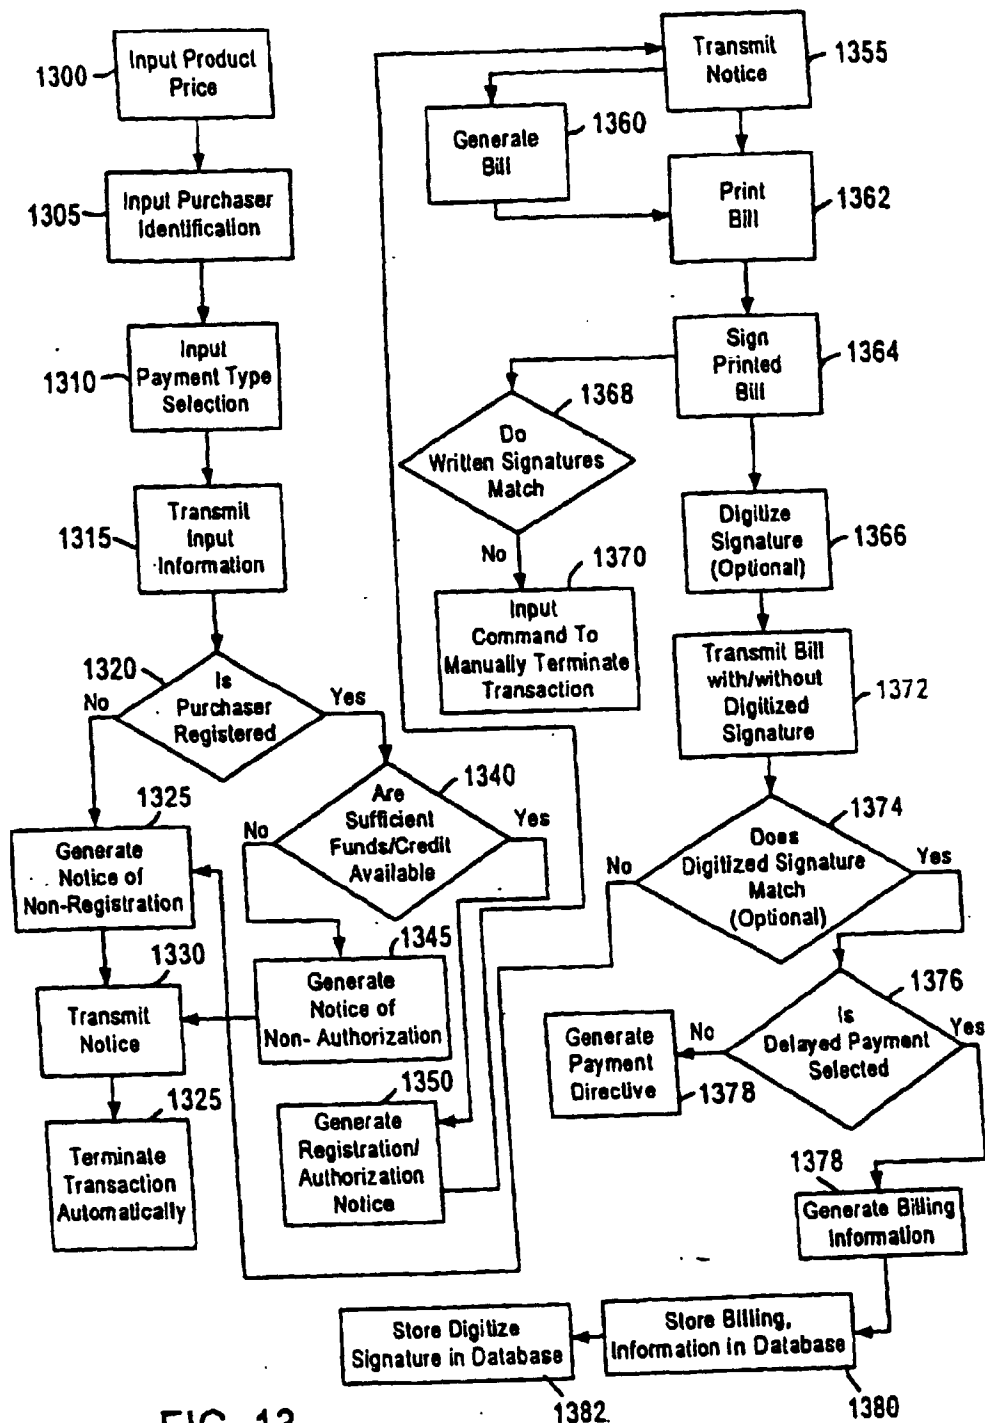 1300
Input Product
Price
1305
Input Purchaser
Identification
1310
Input
Payment Type
Selection
1315
Transmit
Input
Information
1320
Is
Purchaser
Registered
No
Yes
1325
Generate
Notice of
Non-Registration
1330
Transmit
Notice
1325
Terminate
Transaction
Automatically
1340
Are
Sufficient
Funds/Credit
Available
No
Yes
1345
Generate
Notice of
Non- Authorization
1350
Generate
Registration/
Authorization
Notice
1355
Transmit
Notice
1360
Generate
Bill
1362
Print
Bill
1364
Sign
Printed
Bill
1368
Do
Written Signatures
Match
No
1370
Input
Command To
Manually Terminate
Transaction
1366
Digitize
Signature
(Optional)
1372
Transmit Bill
with/without
Digitized
Signature
1374
Does
Digitized Signature
Match
(Optional)
No
Yes
1376
Is
Delayed Payment
Selected
No
Yes
Generate
Payment
Directive
1378
1378
Generate Billing
Information
Store Billing,
Information in Database
1380
Store Digitize
Signature in Database
1382
FIG. 13